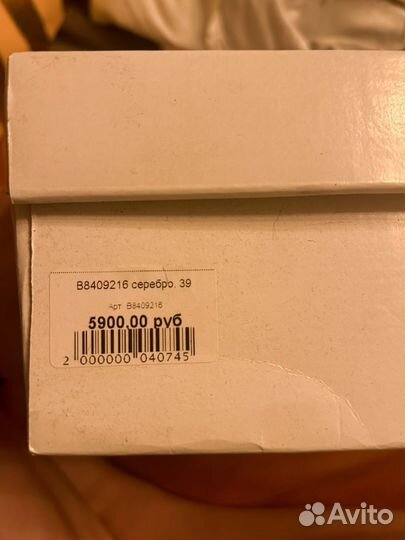 B8409216 серебро. 39
Арт. B8409216
5900.00 руб
2 000000 040745
Avito